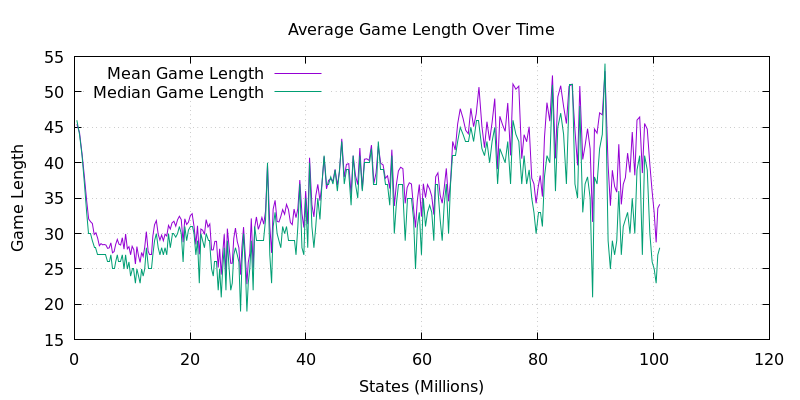 Average Game Length Over Time
Mean Game Length
Median Game Length
Game Length
55
50
45
40
35
30
25
20
15
0 20 40 60 80 100 120
States (Millions)